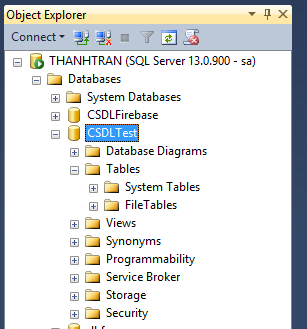 Object Explorer
Connect
THANHTRAN (SQL Server 13.0.900 - sa)
Databases
System Databases
CSDLFirebase
CSDLTest
Database Diagrams
Tables
System Tables
FileTables
Views
Synonyms
Programmability
Service Broker
Storage
Security